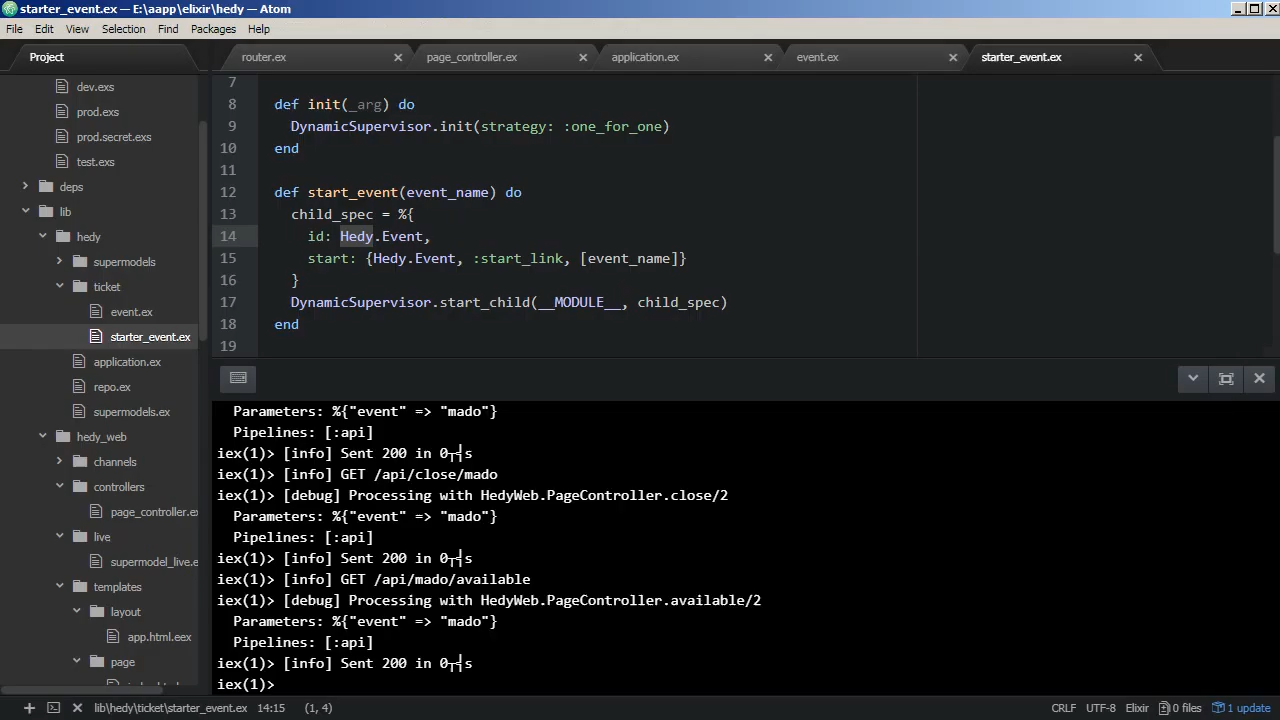 starter_event.ex — E:\aapp\elixir\hedy — Atom
File Edit View Selection Find Packages Help
Project
router.ex
page_controller.ex
application.ex
event.ex
starter_event.ex
dev.exs
prod.exs
prod.secret.exs
test.exs
deps
lib
hedy
supermodels
ticket
event.ex
starter_event.ex
application.ex
repo.ex
supermodels.ex
hedy_web
channels
controllers
page_controller.ex
live
supermodel_live.e
templates
layout
app.html.eex
page
7
8 def init(_arg) do
9 DynamicSupervisor.init(strategy: :one_for_one)
10 end
11
12 def start_event(event_name) do
13 child_spec = %{
14 id: Hedy.Event,
15 start: {Hedy.Event, :start_link, [event_name]}
16 }
17 DynamicSupervisor.start_child(__MODULE__, child_spec)
18 end
19
Parameters: %{"event" => "mado"}
Pipelines: [:api]
iex(1)> [info] Sent 200 in 0┬╡s
iex(1)> [info] GET /api/close/mado
iex(1)> [debug] Processing with HedyWeb.PageController.close/2
Parameters: %{"event" => "mado"}
Pipelines: [:api]
iex(1)> [info] Sent 200 in 0┬╡s
iex(1)> [info] GET /api/mado/available
iex(1)> [debug] Processing with HedyWeb.PageController.available/2
Parameters: %{"event" => "mado"}
Pipelines: [:api]
iex(1)> [info] Sent 200 in 0┬╡s
iex(1)>
lib\hedy\ticket\starter_event.ex 14:15 (1, 4) CRLF UTF-8 Elixir 0 files 1 update